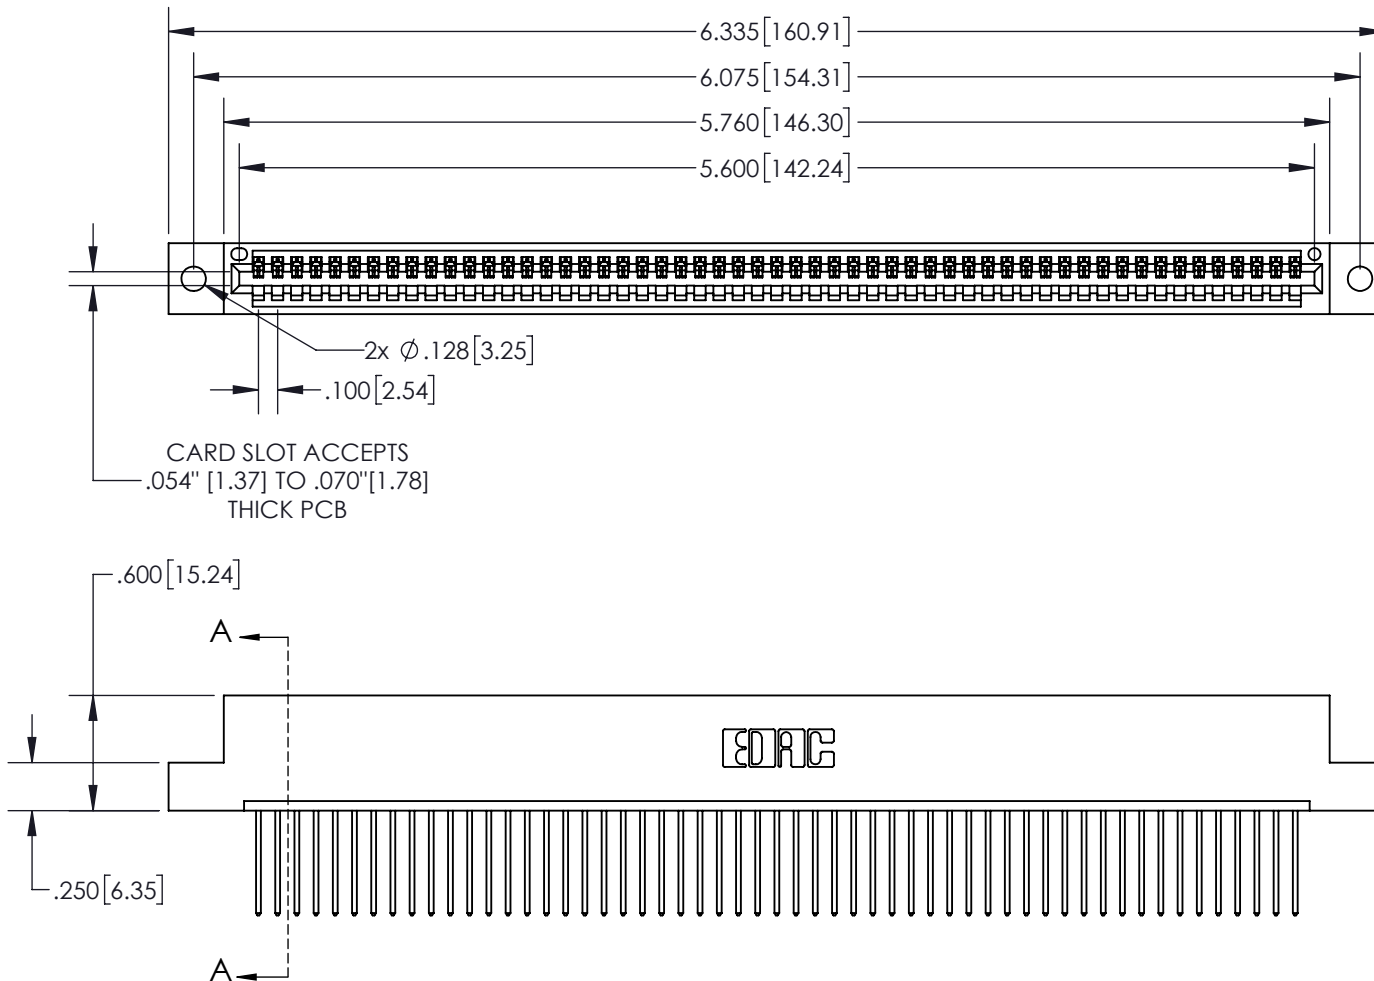 6.335[160.91]
6.075[154.31]
5.760[146.30]
5.600[142.24]
2x ∅.128[3.25]
.100[2.54]
CARD SLOT ACCEPTS
.054" [1.37] TO .070"[1.78]
THICK PCB
.600[15.24]
A
EDAC
.250[6.35]
A